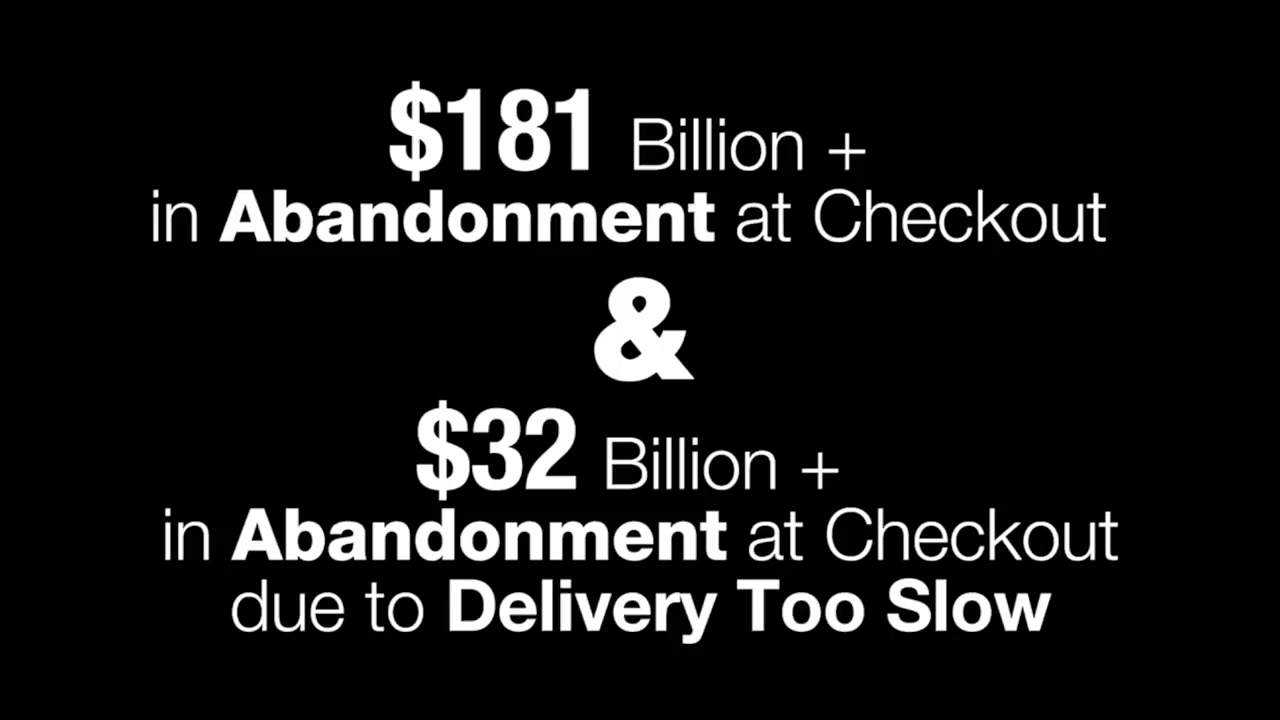 $181 Billion +
in Abandonment at Checkout
&
$32 Billion +
in Abandonment at Checkout
due to Delivery Too Slow